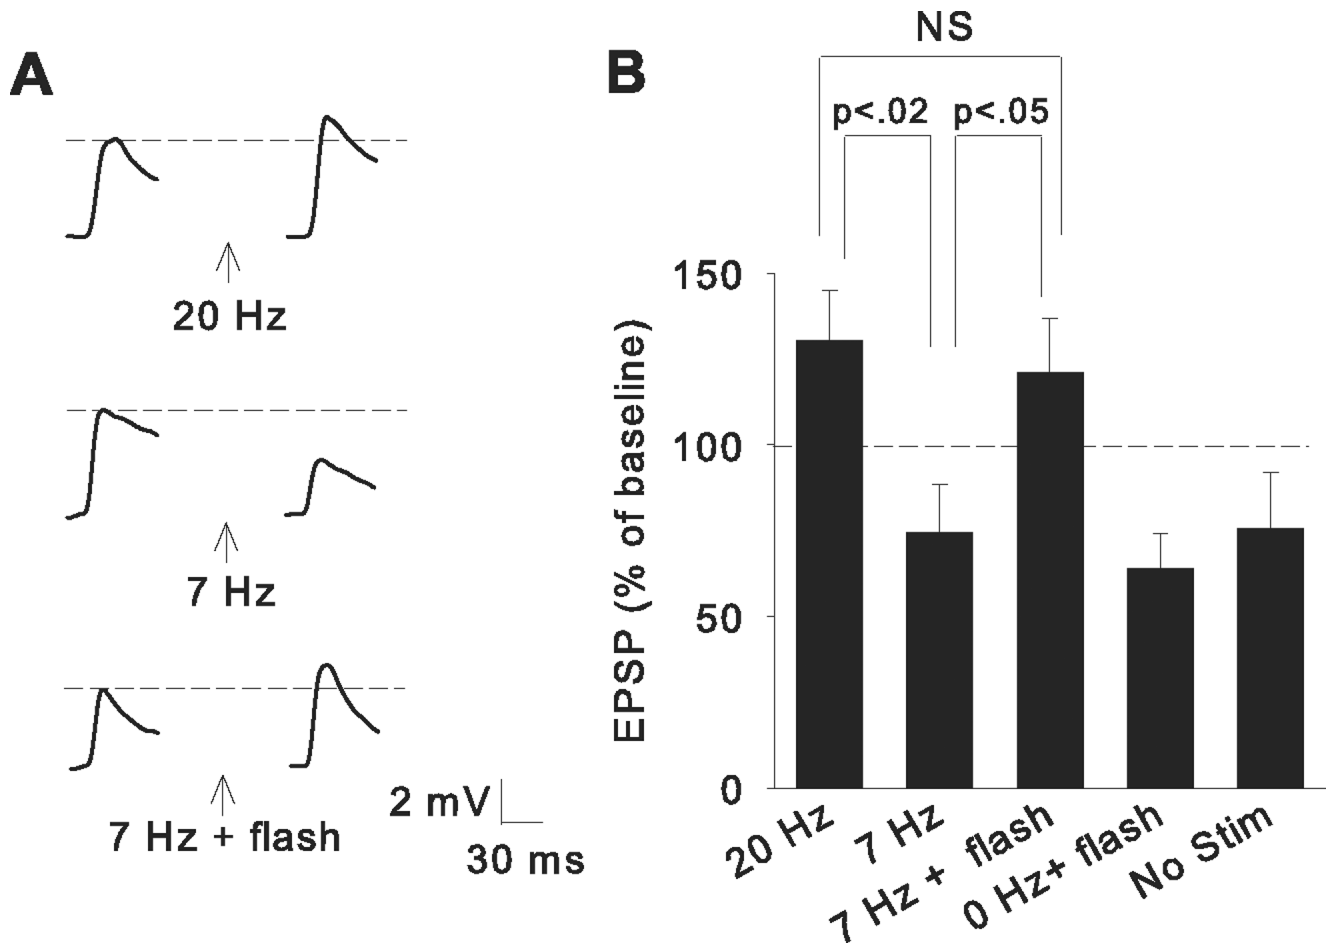 A
20 Hz
7 Hz
7 Hz + flash
2 mV
30 ms
B
NS
p<.02
p<.05
EPSP (% of baseline)
150
100
50
0
20 Hz
7 Hz
7 Hz + flash
0 Hz+ flash
No Stim